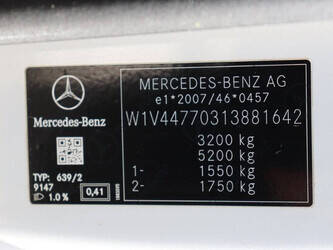 MERCEDES-BENZ AG
e1*2007/46*0457
W1V44770313881642
3200 kg
5200 kg
1- 1550 kg
2- 1750 kg
Mercedes-Benz
TYP: 639/2
9147
1.0 % 0,41